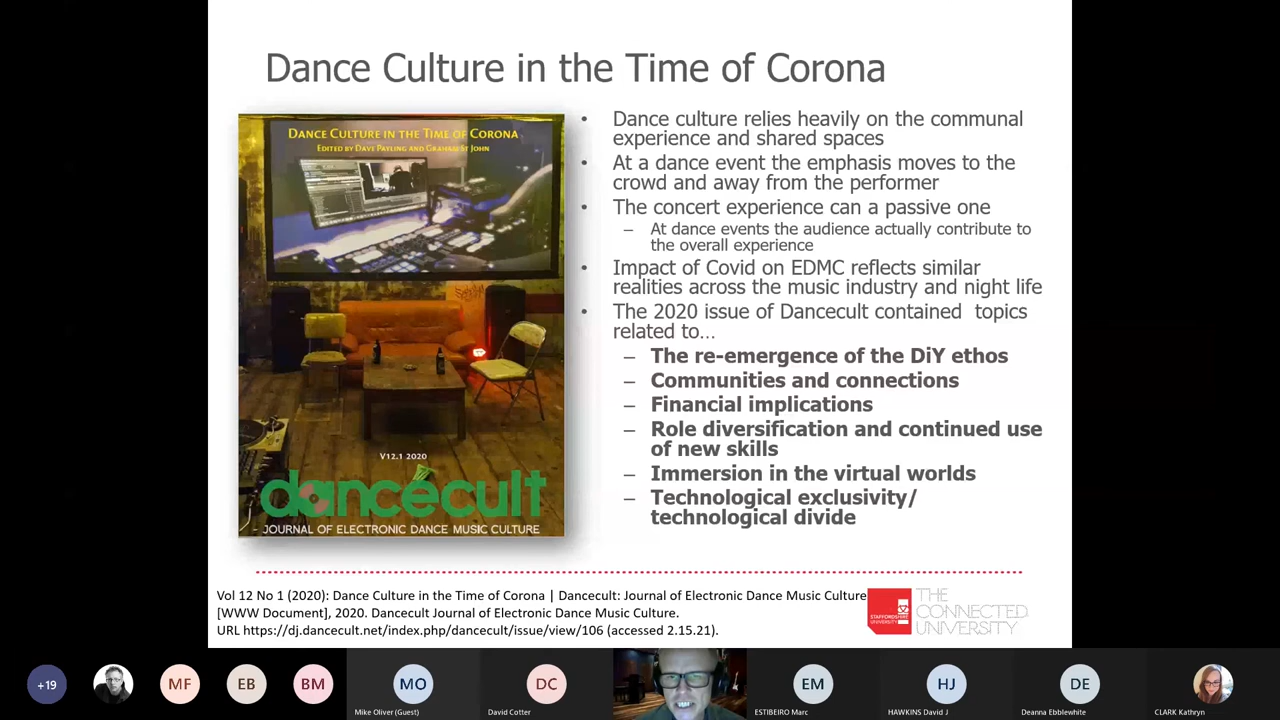 Dance Culture in the Time of Corona
DANCE CULTURE IN THE TIME OF CORONA
EDITED BY DAVE PAYLING AND GRAHAM ST JOHN
V12.1 2020
dancecult
JOURNAL OF ELECTRONIC DANCE MUSIC CULTURE
• Dance culture relies heavily on the communal
experience and shared spaces
• At a dance event the emphasis moves to the
crowd and away from the performer
• The concert experience can a passive one
– At dance events the audience actually contribute to
the overall experience
• Impact of Covid on EDMC reflects similar
realities across the music industry and night life
• The 2020 issue of Dancecult contained topics
related to…
– The re-emergence of the DiY ethos
– Communities and connections
– Financial implications
– Role diversification and continued use
of new skills
– Immersion in the virtual worlds
– Technological exclusivity/
technological divide
Vol 12 No 1 (2020): Dance Culture in the Time of Corona | Dancecult: Journal of Electronic Dance Music Culture
[WWW Document], 2020. Dancecult Journal of Electronic Dance Music Culture.
URL https://dj.dancecult.net/index.php/dancecult/issue/view/106 (accessed 2.15.21).
STAFFORDSHIRE
UNIVERSITY
THE
CONNECTED
UNIVERSITY
+19
MF
EB
BM
MO
Mike Oliver (Guest)
DC
David Cotter
EM
ESTIBEIRO Marc
HJ
HAWKINS David J
DE
Deanna Ebblewhite
CLARK Kathryn